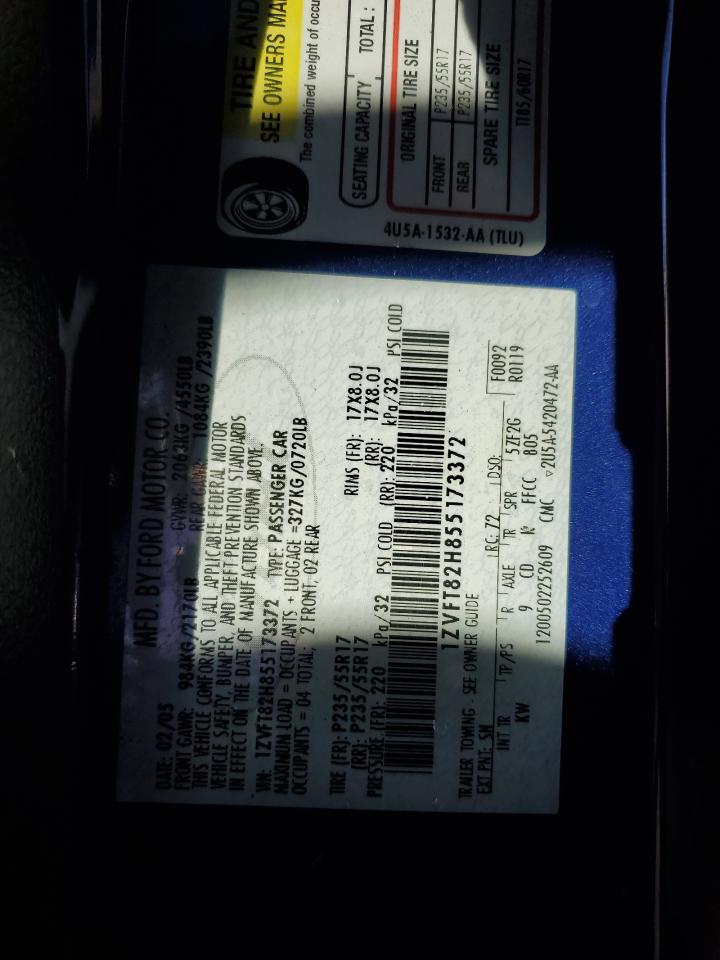 MFD. BY FORD MOTOR CO.
DATE: 02/05 GVWR: 2063KG/4550LB
FRONT GAWR: 984KG/2170LB REAR GAWR: 1084KG/2390LB
THIS VEHICLE CONFORMS TO ALL APPLICABLE FEDERAL MOTOR
VEHICLE SAFETY, BUMPER, AND THEFT PREVENTION STANDARDS
IN EFFECT ON THE DATE OF MANUFACTURE SHOWN ABOVE.
VIN: 1ZVFT82H855173372 TYPE: PASSENGER CAR
MAXIMUM LOAD = OCCUPANTS + LUGGAGE =327KG/0720LB
OCCUPANTS = 04 TOTAL; 2 FRONT, 02 REAR
TIRE (FR): P235/55R17 RIMS (FR): 17X8.0J
(RR): P235/55R17 (RR): 17X8.0J
PRESSURE (FR): 220 kPa/32 PSI COLD (RR): 220 kPa/32 PSI COLD
1ZVFT82H855173372
TRAILER TOWING - SEE OWNER GUIDE
EXT PNT: SN RC: 72 DSO: F0092
INT TR TP/PS R AXLE TR SPR 5ZF2G R0119
KW 9 CD N FFCC 805
1200502252609 CMC ▽2U5A-5420472-AA
TIRE AND
SEE OWNERS MA
The combined weight of occu
SEATING CAPACITY TOTAL:
ORIGINAL TIRE SIZE
FRONT P235/55R17
REAR P235/55R17
SPARE TIRE SIZE
T185/60R17
4U5A-1532-AA (TLU)